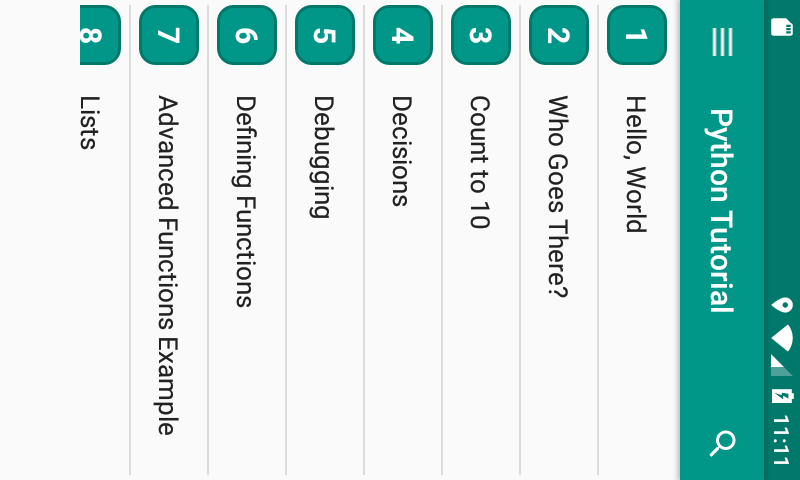 11:11
Python Tutorial
1 Hello, World
2 Who Goes There?
3 Count to 10
4 Decisions
5 Debugging
6 Defining Functions
7 Advanced Functions Example
8 Lists